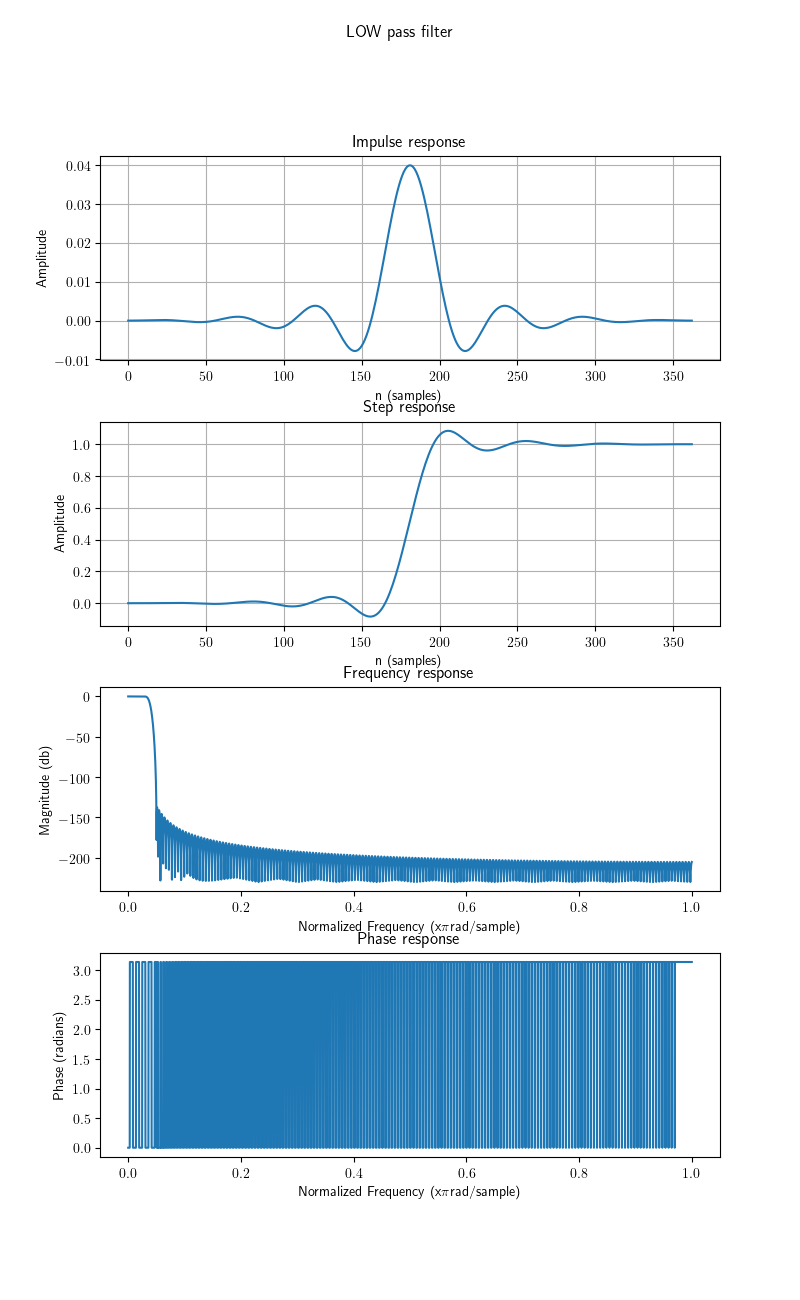 LOW pass filter
Impulse response
Amplitude
0.04
0.03
0.02
0.01
0.00
−0.01
0 50 100 150 200 250 300 350
n (samples)
Step response
Amplitude
1.0
0.8
0.6
0.4
0.2
0.0
0 50 100 150 200 250 300 350
n (samples)
Frequency response
Magnitude (db)
0
−50
−100
−150
−200
0.0 0.2 0.4 0.6 0.8 1.0
Normalized Frequency (xπrad/sample)
Phase response
Phase (radians)
3.0
2.5
2.0
1.5
1.0
0.5
0.0
0.0 0.2 0.4 0.6 0.8 1.0
Normalized Frequency (xπrad/sample)